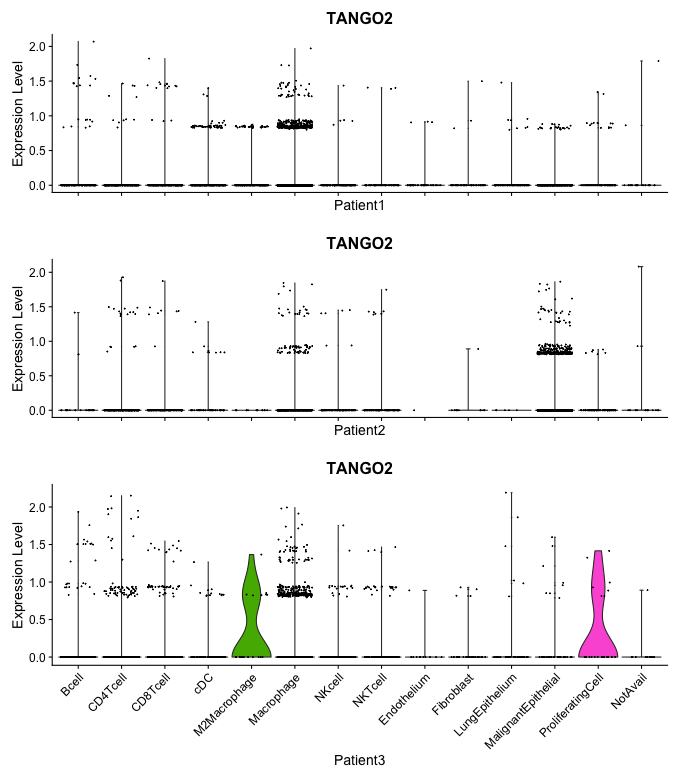 TANGO2
Expression Level
2.0
1.5
1.0
0.5
0.0
Patient1
TANGO2
Expression Level
2.0
1.5
1.0
0.5
0.0
Patient2
TANGO2
Expression Level
2.0
1.5
1.0
0.5
0.0
Bcell
CD4Tcell
CD8Tcell
cDC
M2Macrophage
Macrophage
NKcell
NKTcell
Endothelium
Fibroblast
LungEpithelium
MalignantEpithelial
ProliferatingCell
NotAvail
Patient3